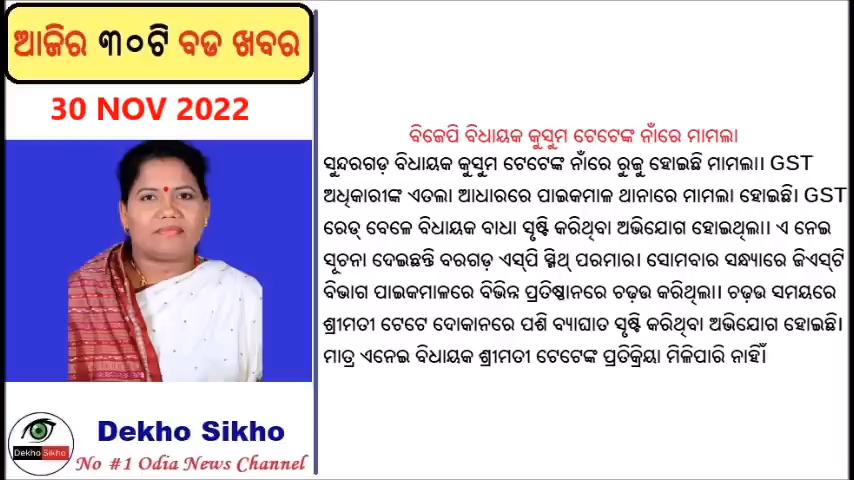 ଆଜିର ୩୦ଟି ବଡ ଖବର
30 NOV 2022
ବିଜେପି ବିଧାୟକ କୁସୁମ ଟେଟେଙ୍କ ନାଁରେ ମାମଲା
ସୁନ୍ଦରଗଡ଼ ବିଧାୟକ କୁସୁମ ଟେଟେଙ୍କ ନାଁରେ ରୁଜୁ ହୋଇଛି ମାମଲା। GST
ଅଧିକାରୀଙ୍କ ଏତଲା ଆଧାରରେ ପାଇକମାଳ ଥାନାରେ ମାମଲା ହୋଇଛି। GST
ରେଡ୍ ବେଳେ ବିଧାୟକ ବାଧା ସୃଷ୍ଟି କରିଥିବା ଅଭିଯୋଗ ହୋଇଥିଲା। ଏ ନେଇ
ସୂଚନା ଦେଇଛନ୍ତି ବରଗଡ଼ ଏସ୍‌ପି ସ୍ମିଥ୍ ପରମାର। ସୋମବାର ସନ୍ଧ୍ୟାରେ ଜିଏସ୍‌ଟି
ବିଭାଗ ପାଇକମାଳରେ ବିଭିନ୍ନ ପ୍ରତିଷ୍ଠାନରେ ଚଢ଼ଉ କରିଥିଲା। ଚଢ଼ଉ ସମୟରେ
ଶ୍ରୀମତୀ ଟେଟେ ଦୋକାନରେ ପଶି ବ୍ୟାଘାତ ସୃଷ୍ଟି କରିଥିବା ଅଭିଯୋଗ ହୋଇଛି।
ମାତ୍ର ଏନେଇ ବିଧାୟକ ଶ୍ରୀମତୀ ଟେଟେଙ୍କ ପ୍ରତିକ୍ରିୟା ମିଳିପାରି ନାହିଁ।
Dekho Sikho
Dekho Sikho
No #1 Odia News Channel